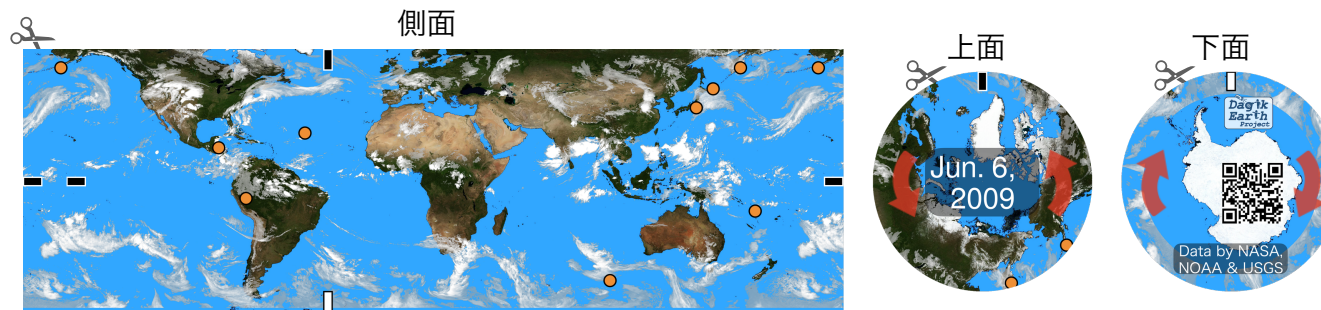 側面
上面
下面
Jun. 6,
2009
Dagik
Earth
Project
Data by NASA,
NOAA & USGS